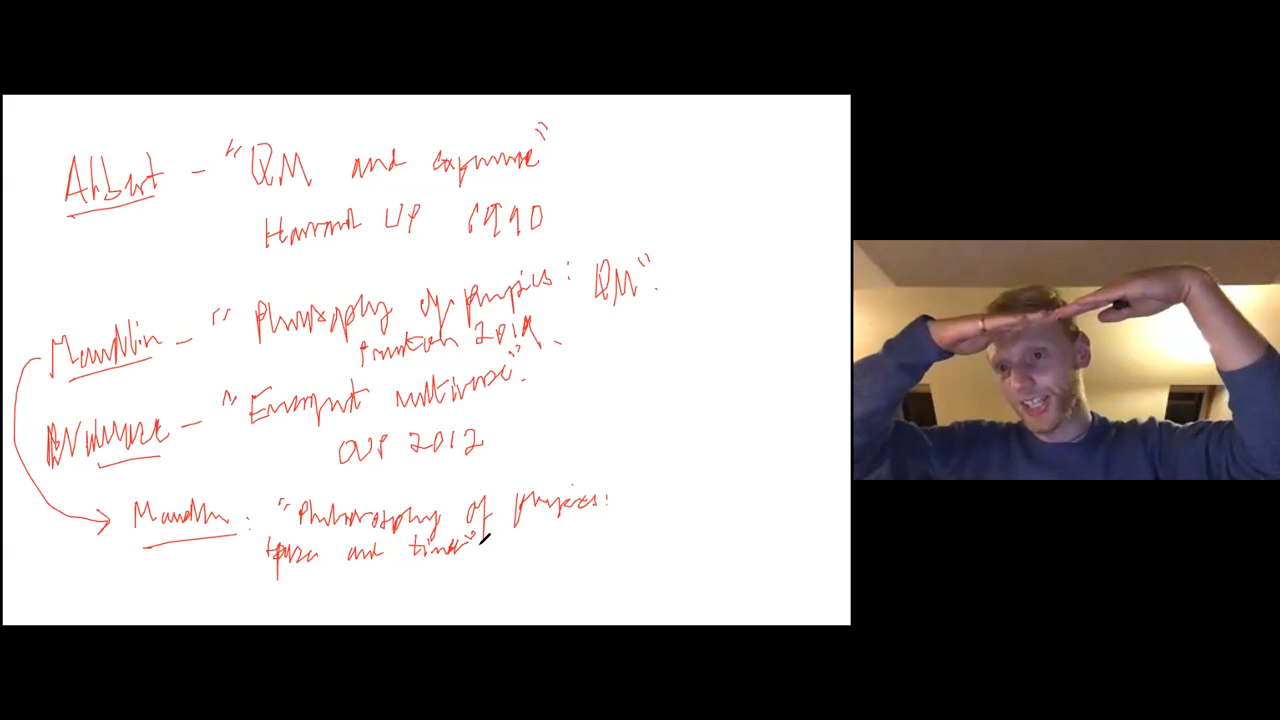 Albert - "QM and experience"
Harvard UP 1990
Maudlin - "Philosophy of physics: QM".
Princeton 2019.
Wallace - "Emergent multiverse".
OUP 2012
Maudlin: "Philosophy of physics:
space and time"